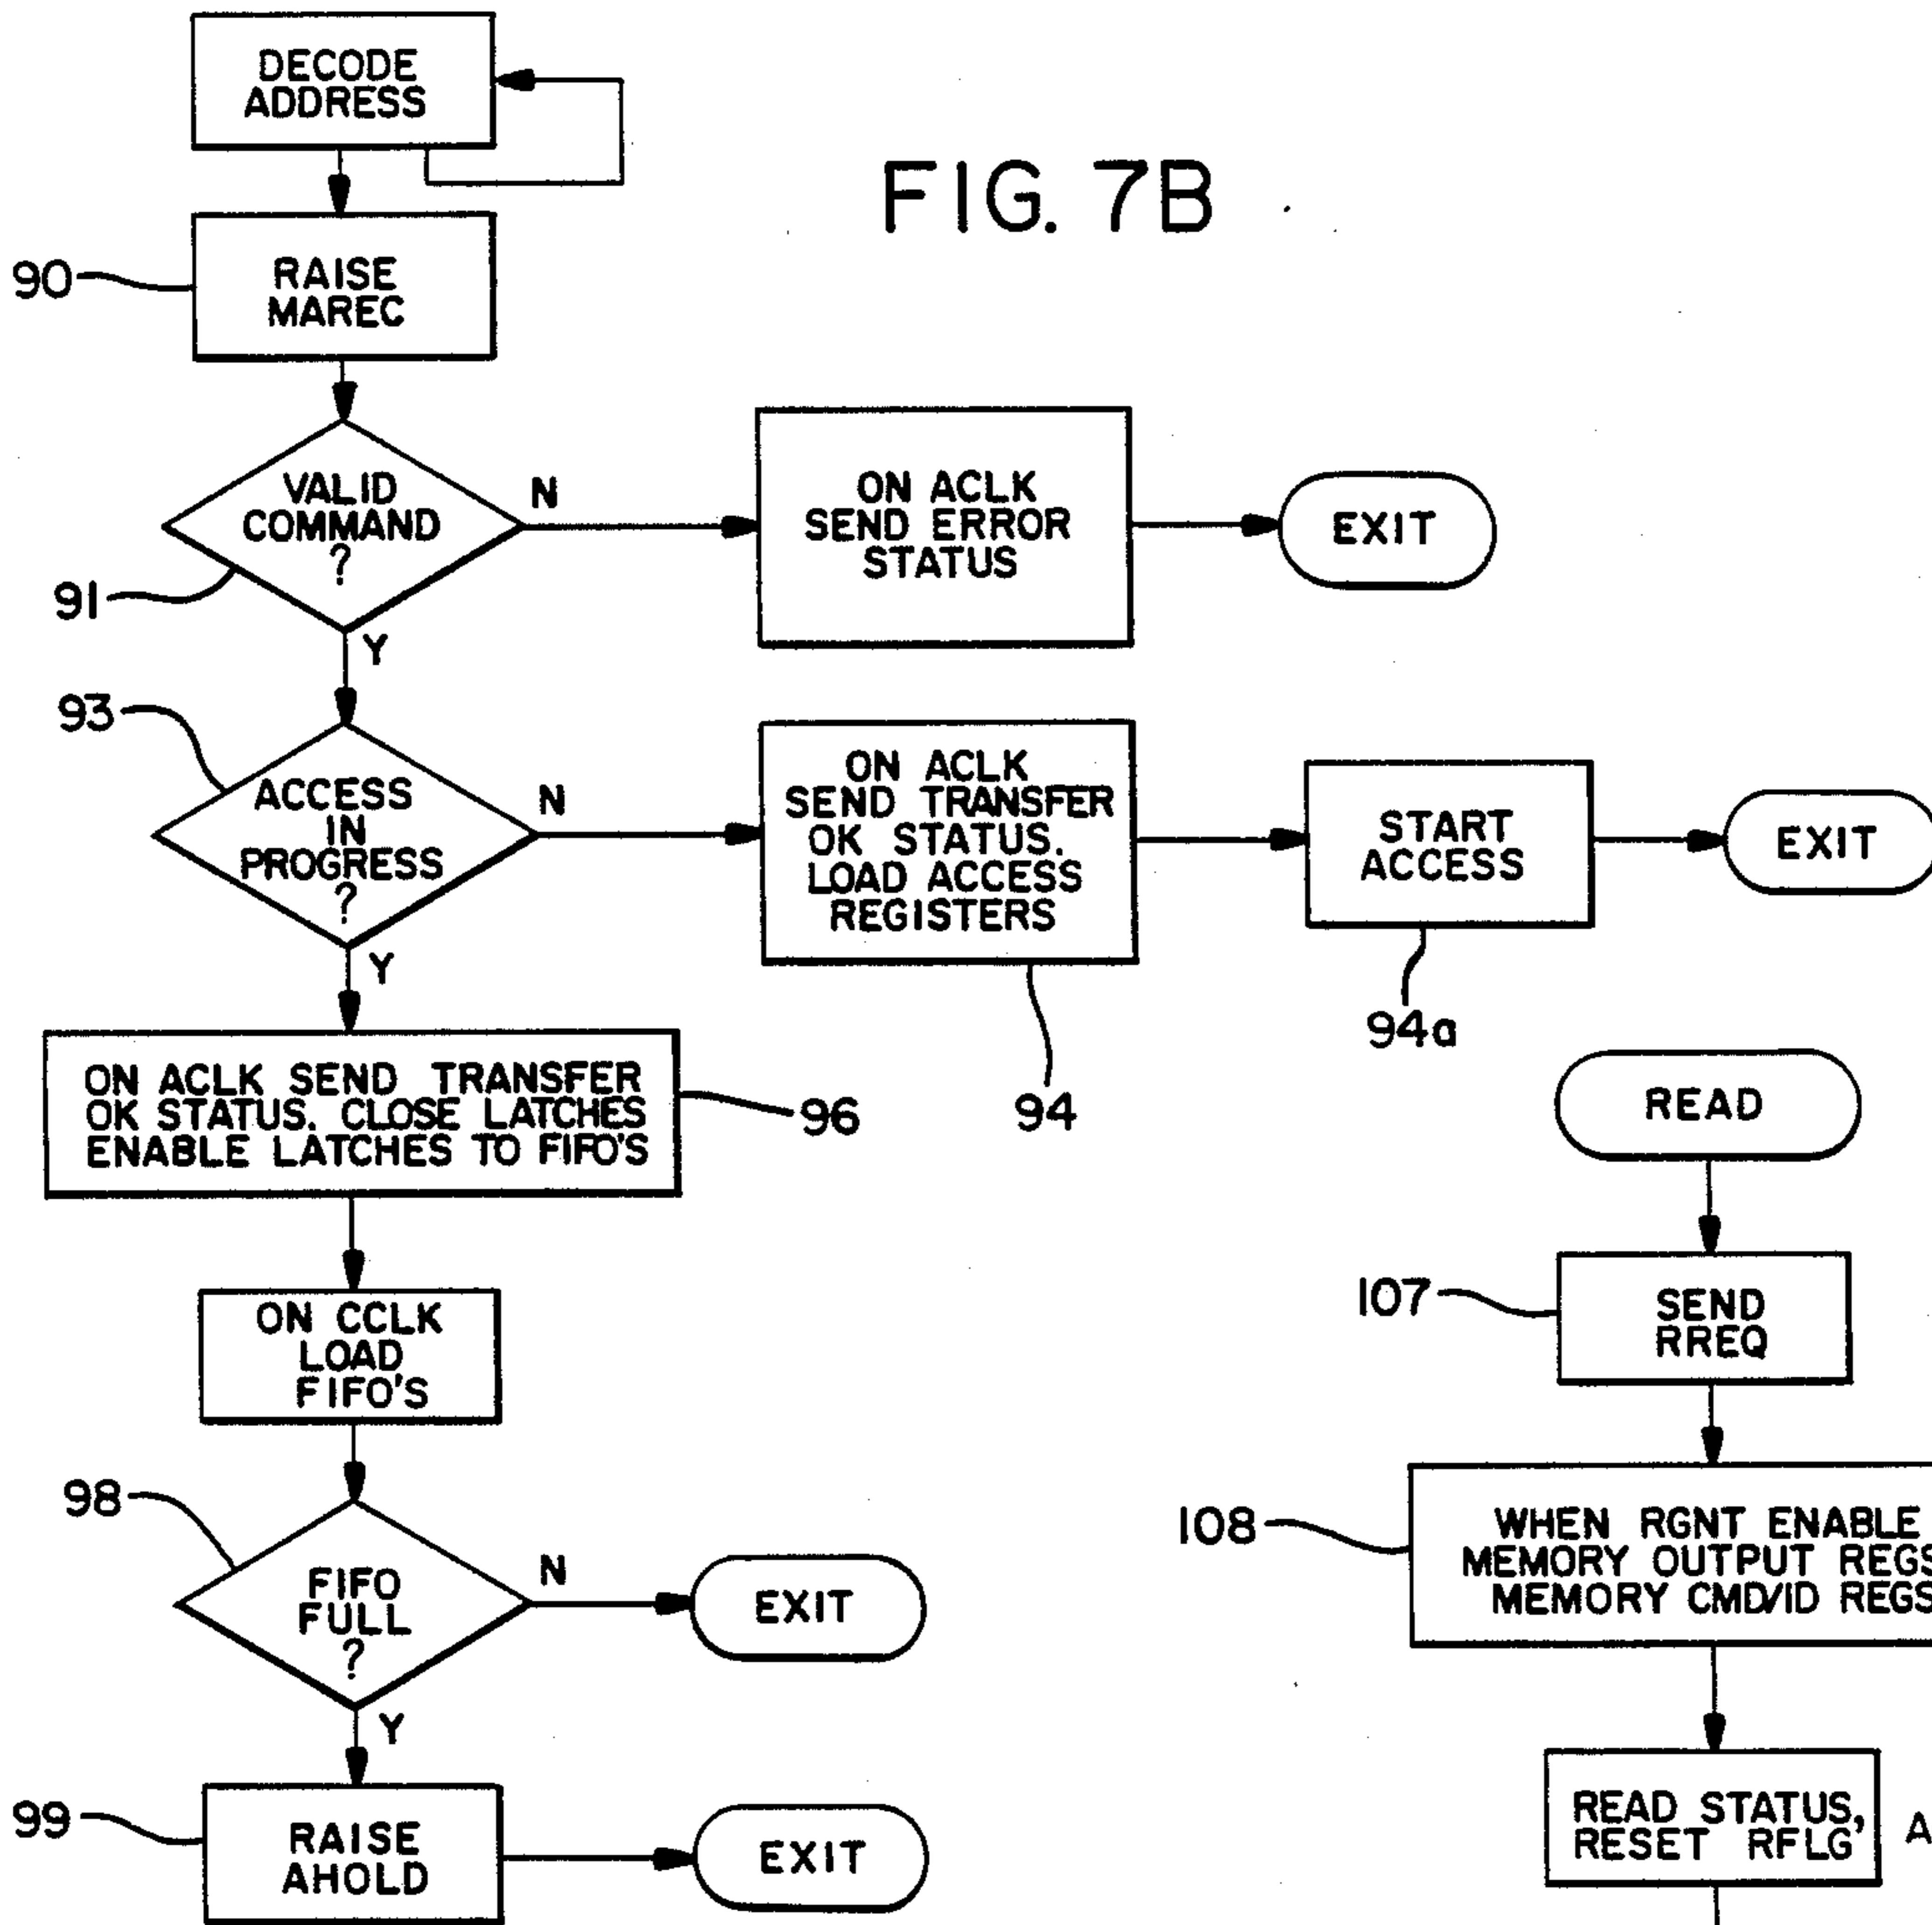 DECODE
ADDRESS
FIG. 7B
90
RAISE
MAREC
VALID
COMMAND
?
N
91
Y
ON ACLK
SEND ERROR
STATUS
EXIT
93
ACCESS
IN
PROGRESS
?
N
Y
ON ACLK
SEND TRANSFER
OK STATUS.
LOAD ACCESS
REGISTERS
94
START
ACCESS
94a
EXIT
ON ACLK SEND TRANSFER
OK STATUS. CLOSE LATCHES
ENABLE LATCHES TO FIFO'S
96
ON CCLK
LOAD
FIFO'S
98
FIFO
FULL
?
N
EXIT
Y
99
RAISE
AHOLD
EXIT
READ
107
SEND
RREQ
108
WHEN RGNT ENABLE
MEMORY OUTPUT REGS
MEMORY CMD/ID REGS
READ STATUS,
RESET RFLG'
A